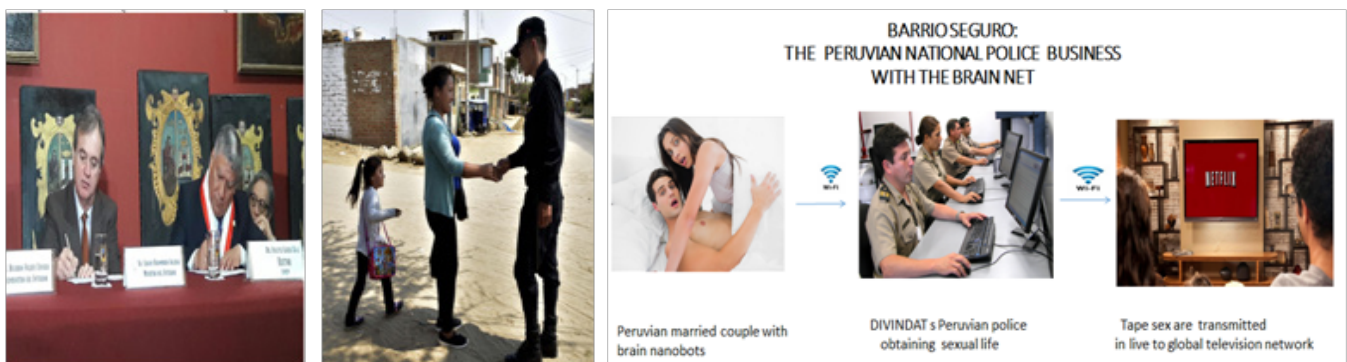 BARRIO SEGURO:
THE PERUVIAN NATIONAL POLICE BUSINESS
WITH THE BRAIN NET
Wi-Fi
Wi-Fi
NETFLIX
Peruvian married couple with
brain nanobots
DIVINDAT s Peruvian police
obtaining sexual life
Tape sex are transmitted
in live to global television network